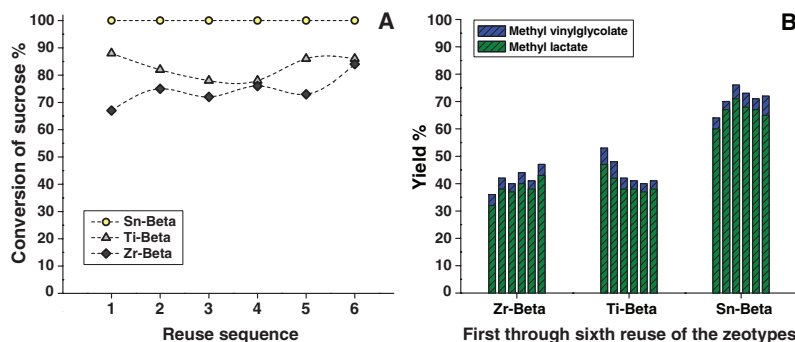 A
Conversion of sucrose %
100
90
80
70
60
50
40
30
20
10
0
Sn-Beta
Ti-Beta
Zr-Beta
1 2 3 4 5 6
Reuse sequence
B
Yield %
100
90
80
70
60
50
40
30
20
10
0
Methyl vinylglycolate
Methyl lactate
Zr-Beta Ti-Beta Sn-Beta
First through sixth reuse of the zeotypes